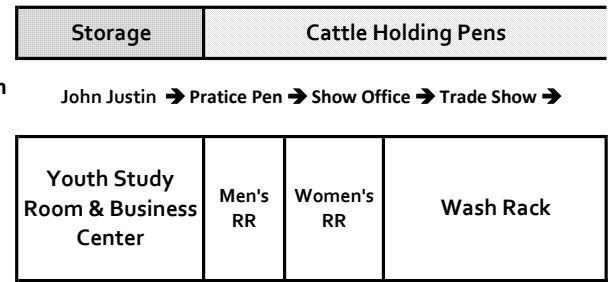 Storage
Cattle Holding Pens
John Justin ➔ Pratice Pen ➔ Show Office ➔ Trade Show ➔
Youth Study
Room & Business
Center
Men's
RR
Women's
RR
Wash Rack